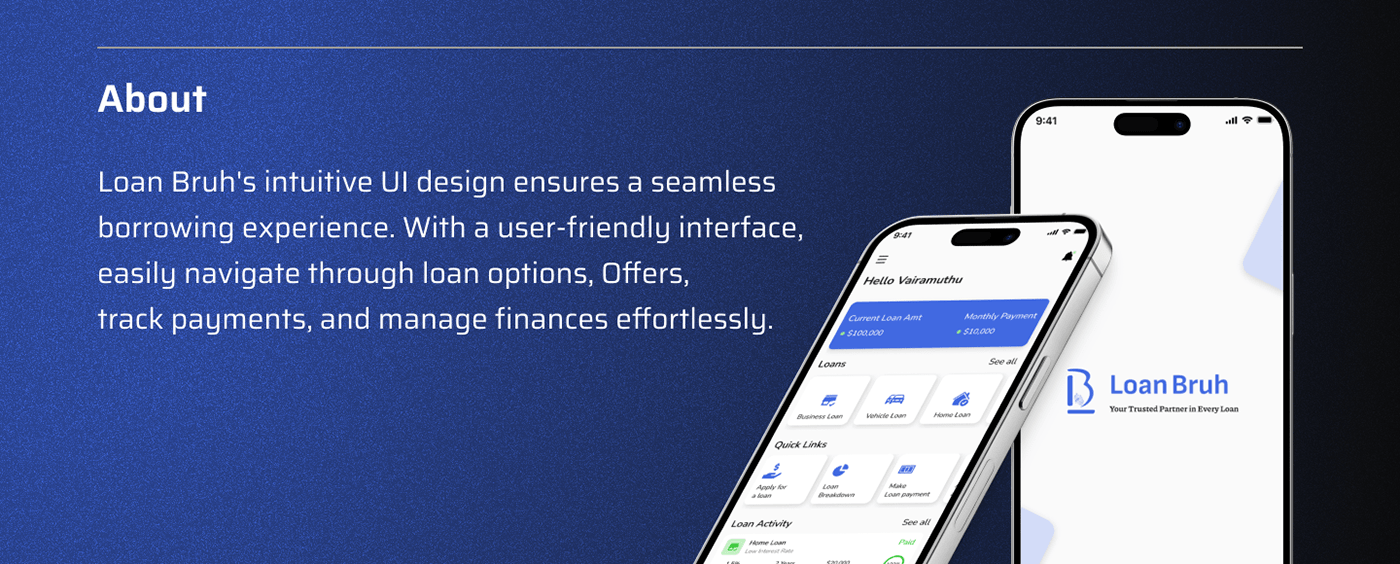 About
Loan Bruh's intuitive UI design ensures a seamless
borrowing experience. With a user-friendly interface,
easily navigate through loan options, Offers,
track payments, and manage finances effortlessly.
9:41
Hello Vairamuthu
Current Loan Amt Monthly Payment
$100,000 $10,000
Loans See all
Business Loan Vehicle Loan Home Loan
Quick Links
Apply for
a loan
Loan
Breakdown
Make
Loan payment
Loan Activity See all
Home Loan Paid
Low Interest Rate
9:41
Loan Bruh
Your Trusted Partner in Every Loan